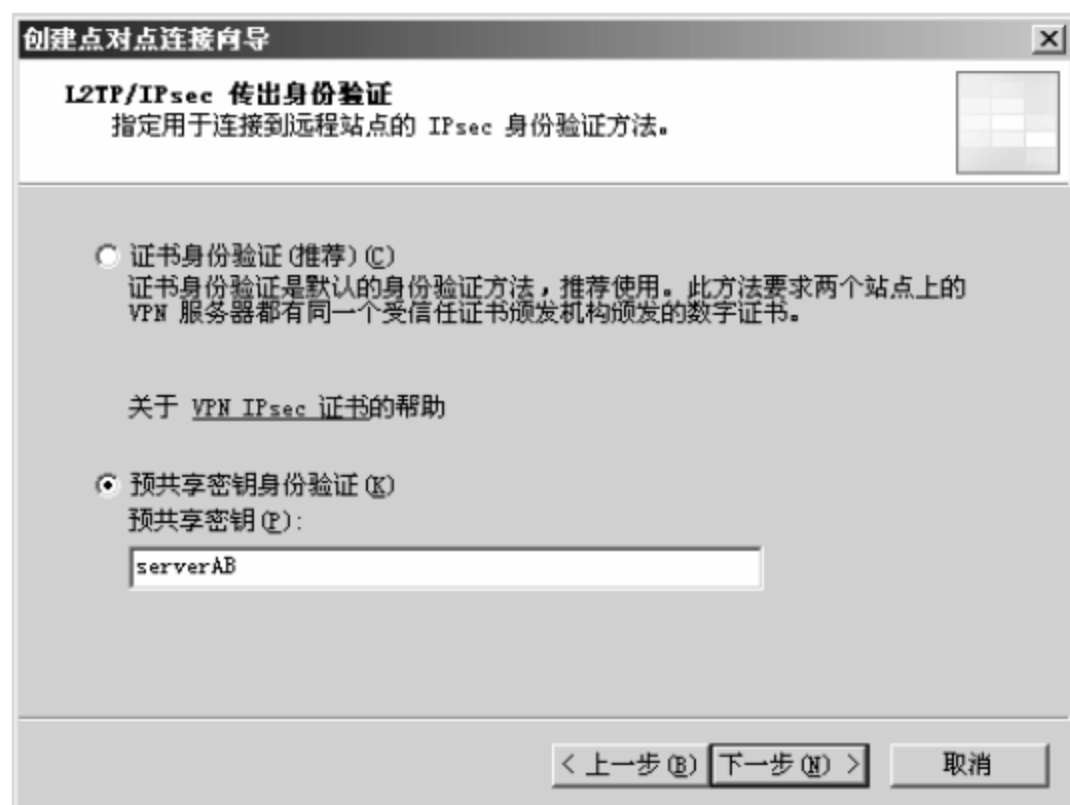 创建点对点连接向导
L2TP/IPsec 传出身份验证
指定用于连接到远程站点的 IPsec 身份验证方法。
证书身份验证(推荐)(C)
证书身份验证是默认的身份验证方法，推荐使用。此方法要求两个站点上的
VPN 服务器都有同一个受信任证书颁发机构颁发的数字证书。
关于 VPN IPsec 证书的帮助
预共享密钥身份验证(K)
预共享密钥(P):
serverAB
< 上一步(B) 下一步(N) > 取消